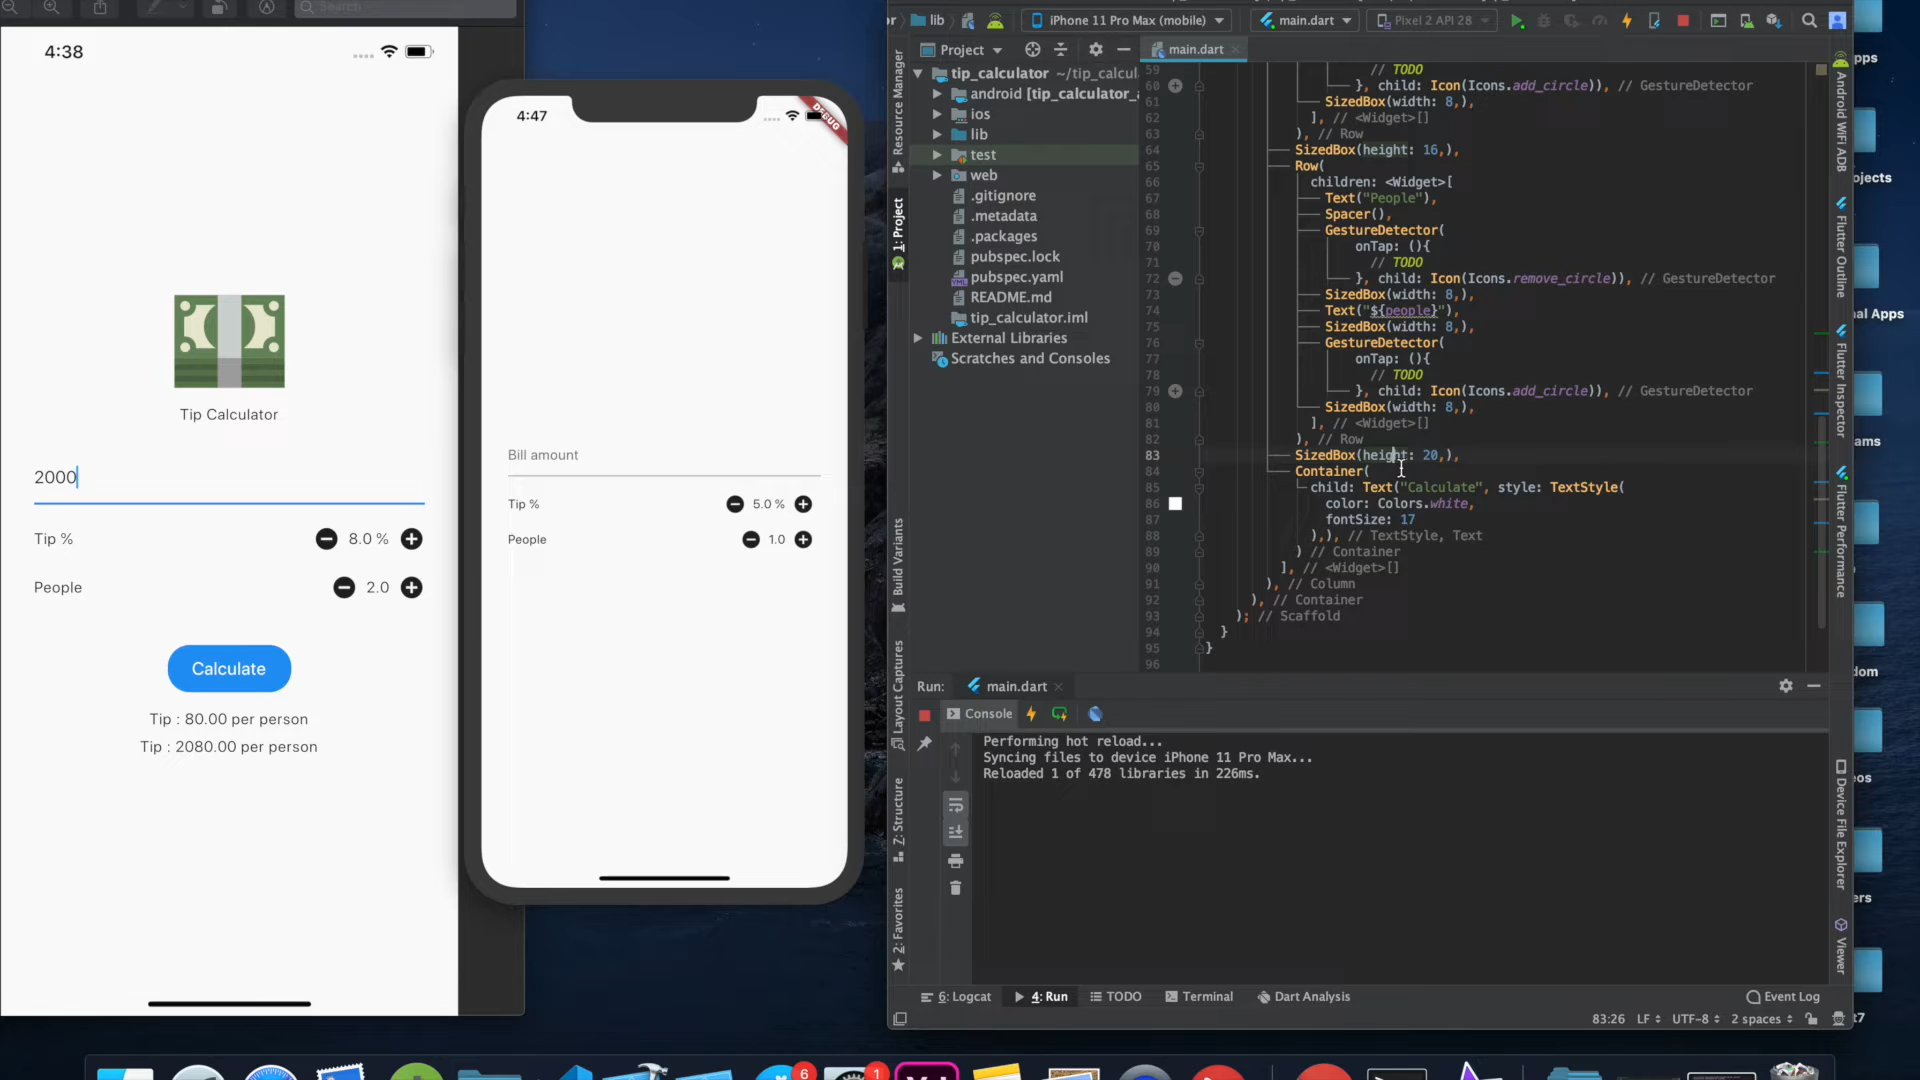 Search
4:38
Tip Calculator
2000
Tip %
8.0 %
People
2.0
Calculate
Tip : 80.00 per person
Tip : 2080.00 per person
4:47
DEBUG
Bill amount
Tip %
5.0 %
People
1.0
lib
iPhone 11 Pro Max (mobile)
main.dart
Pixel 2 API 28
Project
main.dart
Resource Manager
1: Project
Build Variants
Layout Captures
Z: Structure
2: Favorites
tip_calculator ~/tip_calcul
android [tip_calculator_
ios
lib
test
web
.gitignore
.metadata
.packages
pubspec.lock
pubspec.yaml
README.md
tip_calculator.iml
External Libraries
Scratches and Consoles
59 // TODO
60 }, child: Icon(Icons.add_circle)), // GestureDetector
61 SizedBox(width: 8,),
62 ], // <Widget>[]
63 ), // Row
64 SizedBox(height: 16,),
65 Row(
66 children: <Widget>[
67 Text("People"),
68 Spacer(),
69 GestureDetector(
70 onTap: (){
71 // TODO
72 }, child: Icon(Icons.remove_circle)), // GestureDetector
73 SizedBox(width: 8,),
74 Text("${people}"),
75 SizedBox(width: 8,),
76 GestureDetector(
77 onTap: (){
78 // TODO
79 }, child: Icon(Icons.add_circle)), // GestureDetector
80 SizedBox(width: 8,),
81 ], // <Widget>[]
82 ), // Row
83 SizedBox(height: 20,),
84 Container(
85 child: Text("Calculate", style: TextStyle(
86 color: Colors.white,
87 fontSize: 17
88 ),), // TextStyle, Text
89 ) // Container
90 ], // <Widget>[]
91 ), // Column
92 ), // Container
93 ); // Scaffold
94 }
95 }
96
Android WiFi ADB
Flutter Outline
Flutter Inspector
Flutter Performance
Device File Explorer
Viewer
Run:
main.dart
Console
Performing hot reload...
Syncing files to device iPhone 11 Pro Max...
Reloaded 1 of 478 libraries in 226ms.
6: Logcat
4: Run
TODO
Terminal
Dart Analysis
Event Log
83:26
LF
UTF-8
2 spaces
pps
ojects
al Apps
ams
dom
eos
ers
t7
6
1